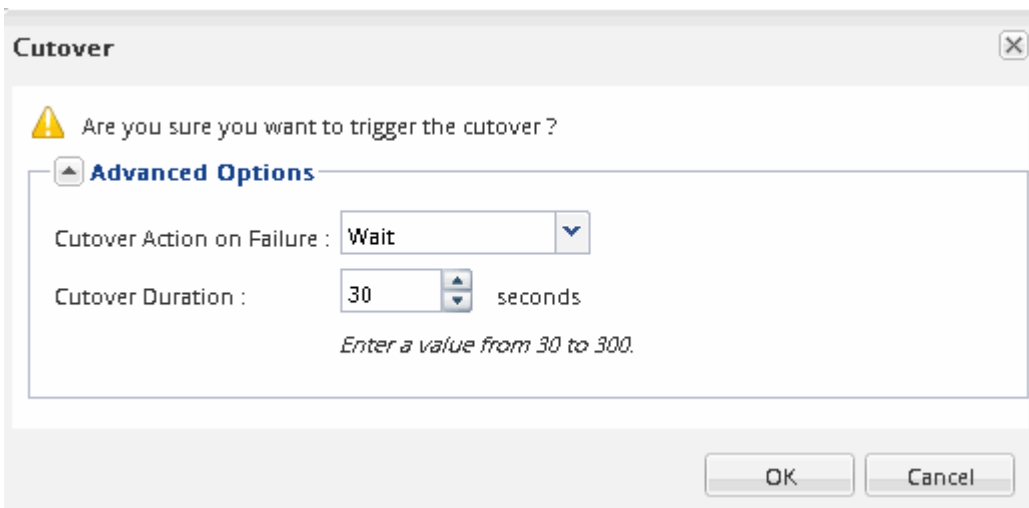 Cutover
Are you sure you want to trigger the cutover ?
Advanced Options
Cutover Action on Failure : Wait
Cutover Duration : 30 seconds
Enter a value from 30 to 300.
OK Cancel